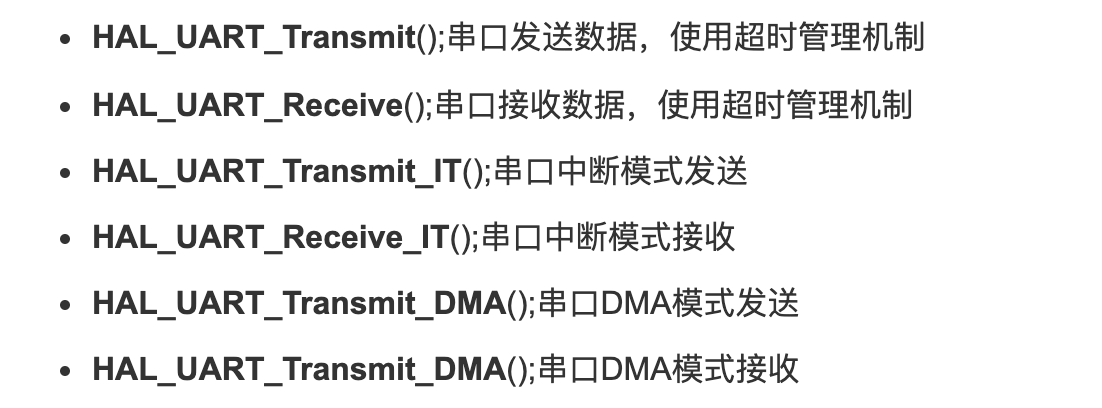 • HAL_UART_Transmit();串口发送数据，使用超时管理机制
• HAL_UART_Receive();串口接收数据，使用超时管理机制
• HAL_UART_Transmit_IT();串口中断模式发送
• HAL_UART_Receive_IT();串口中断模式接收
• HAL_UART_Transmit_DMA();串口DMA模式发送
• HAL_UART_Transmit_DMA();串口DMA模式接收